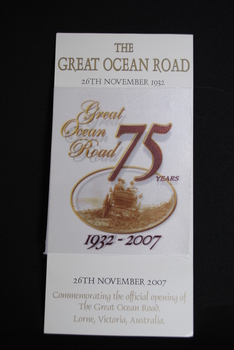 THE
GREAT OCEAN ROAD
26TH NOVEMBER 1932
Great
Ocean
Road
75
YEARS
1932 - 2007
26TH NOVEMBER 2007
Commemorating the official opening of
The Great Ocean Road,
Lorne, Victoria, Australia.